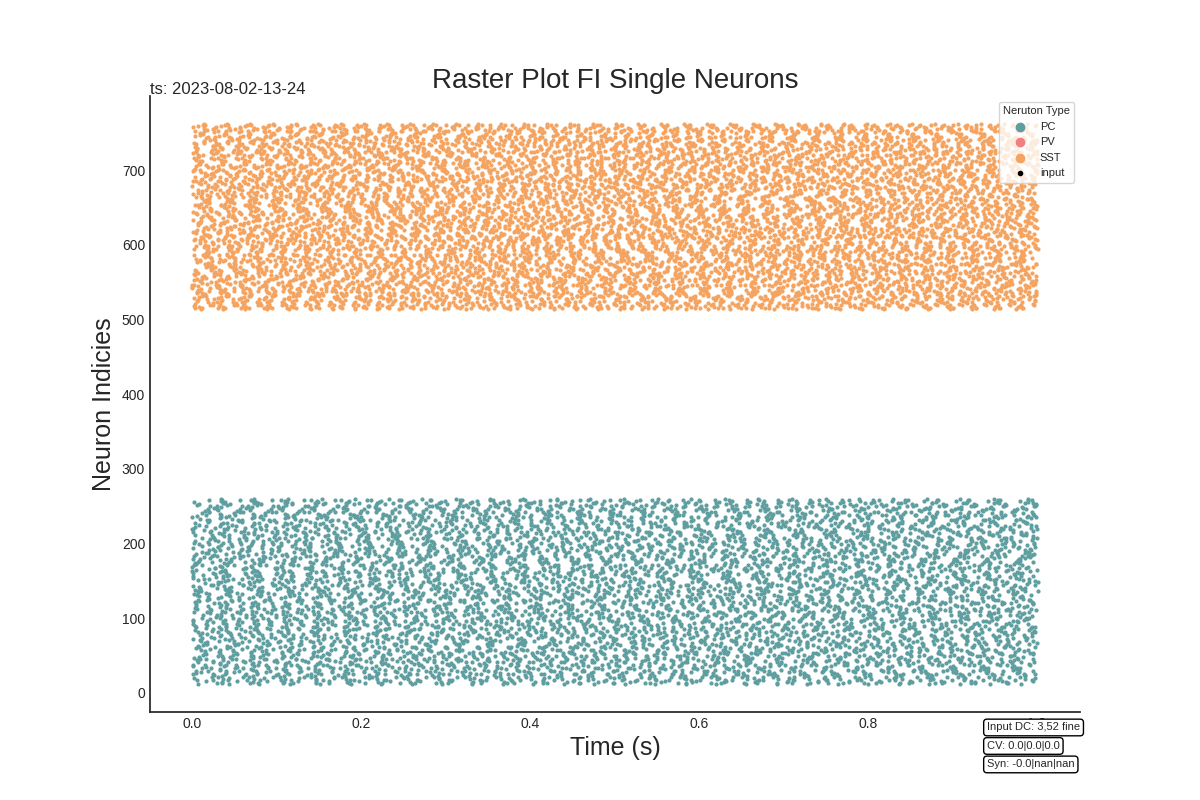 Raster Plot FI Single Neurons
ts: 2023-08-02-13-24
Neruton Type
PC
PV
SST
input
700
600
500
400
300
200
100
0
Neuron Indicies
0.0 0.2 0.4 0.6 0.8
Time (s)
Input DC: 3,52 fine
CV: 0.0|0.0|0.0
Syn: -0.0|nan|nan